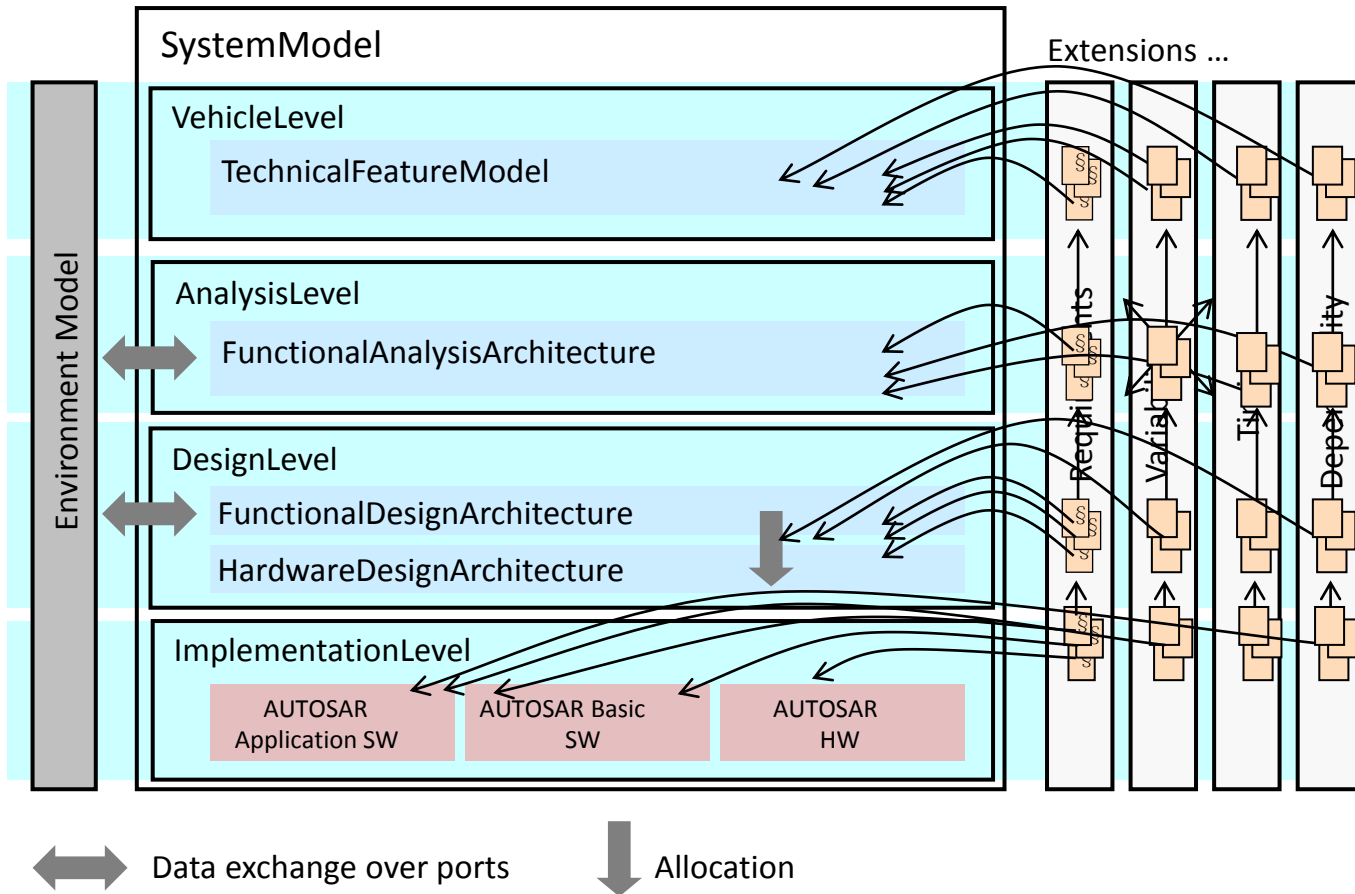 SystemModel
Extensions ...
VehicleLevel
TechnicalFeatureModel
AnalysisLevel
FunctionalAnalysisArchitecture
DesignLevel
FunctionalDesignArchitecture
HardwareDesignArchitecture
ImplementationLevel
AUTOSAR
Application SW
AUTOSAR Basic
SW
AUTOSAR
HW
Environment Model
Data exchange over ports
Allocation